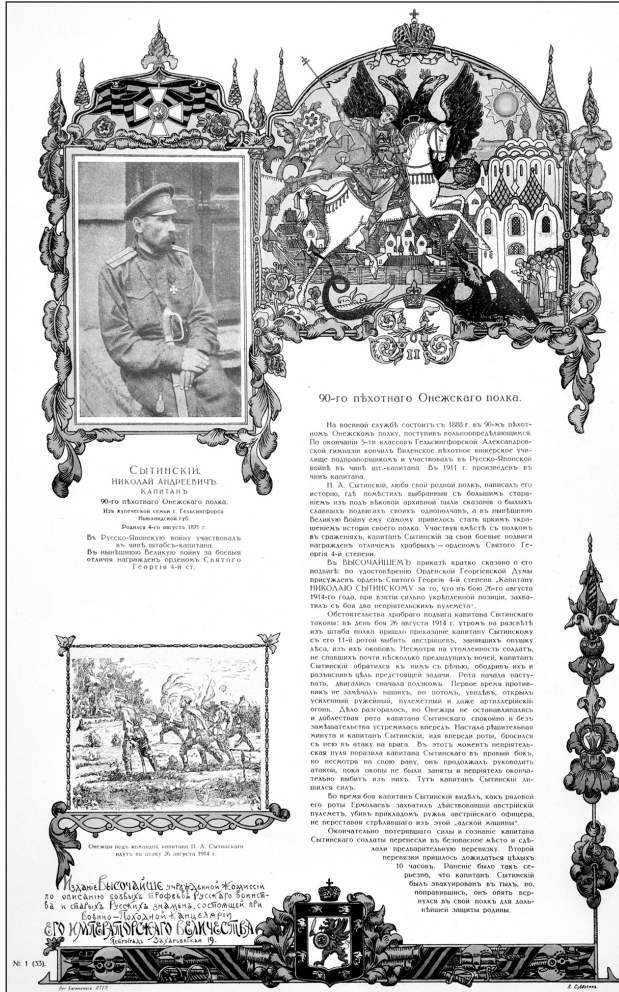 СЫТИНСКІЙ,
НИКОЛАЙ АНДРЕЕВИЧЪ.
КАПИТАНЪ
90-го пѣхотнаго Онежскаго полка.
Изъ купеческой семьи г. Гельсингфорса
Нюландской губ.
Родился 4-го августа 1871 г.
Въ Русско-Японскую войну участвовалъ
въ чинѣ штабсъ-капитана.
Въ нынѣшнюю Великую войну за боевыя
отличія награжденъ орденомъ Святого
Георгія 4-й ст.
Онежцы подъ командой капитана Н. А. Сытинскаго
идутъ въ атаку 26 августа 1914 г.
II
90-го пѣхотнаго Онежскаго полка.
На военной службѣ состоитъ съ 1888 г. въ 90-мъ пѣхот-
номъ Онежскомъ полку, поступивъ вольноопредѣляющимся.
По окончаніи 5-ти классовъ Гельсингфорской Александров-
ской гимназіи кончилъ Виленское пѣхотное юнкерское учи-
лище подпрапорщикомъ и участвовалъ въ Русско-Японской
войнѣ въ чинѣ шт.-капитана. Въ 1911 г. произведенъ въ
чинъ капитана.
Н. А. Сытинскій, любя свой родной полкъ, написалъ его
исторію, гдѣ помѣстилъ выбранныя съ большимъ стара-
ніемъ изъ подъ вѣковой архивной пыли сказанія о былыхъ
славныхъ подвигахъ своихъ однополчанъ, а въ нынѣшнюю
Великую Войну ему самому привелось стать яркимъ укра-
шеніемъ исторіи своего полка. Участвуя вмѣстѣ съ полкомъ
въ сраженіяхъ, капитанъ Сытинскій за свои боевые подвиги
награжденъ отличіемъ храбрыхъ — орденомъ Святого Ге-
оргія 4-й степени.
Въ ВЫСОЧАЙШЕМЪ приказѣ кратко сказано о его
подвигѣ: по удостовѣренію Орденской Георгіевской Думы
присужденъ орденъ Святого Георгія 4-й степени „Капитану
НИКОЛАЮ СЫТИНСКОМУ за то, что въ бою 26-го августа
1914-го года, при взятіи сильно укрѣпленной позиціи, захва-
тилъ съ боя два непріятельскихъ пулемета“.
Обстоятельства храбраго подвига капитана Сытинскаго
таковы: въ день боя 26 августа 1914 г. утромъ на разсвѣтѣ
изъ штаба полка пришло приказаніе капитану Сытинскому
съ его 11-й ротой выбить австрійцевъ, занявшихъ опушку
лѣса, изъ ихъ окоповъ. Несмотря на утомленность солдатъ,
не спавшихъ почти нѣсколько предыдущихъ ночей, капитанъ
Сытинскій обратился къ нимъ съ рѣчью, ободривъ ихъ и
разъяснивъ цѣль предстоящей задачи. Рота начала насту-
пать, двигались сначала ползкомъ. Первое время против-
никъ не замѣчалъ нашихъ, но потомъ, увидѣвъ, открылъ
усиленный ружейный, пулеметный и даже артиллерійскій
огонь. Дѣло разгоралось, но Онежцы не останавливались
и доблестная рота капитана Сытинскаго спокойно и безъ
замѣшательства устремилась впередъ. Настала рѣшительная
минута и капитанъ Сытинскій, идя впереди роты, бросился
съ нею въ атаку на врага. Въ этотъ моментъ непріятель-
ская пуля поразила капитана Сытинскаго въ правый бокъ,
но несмотря на свою рану, онъ продолжалъ руководить
атакой, пока окопы не были заняты и непріятель оконча-
тельно выбитъ изъ нихъ. Тутъ капитанъ Сытинскій ли-
шился силъ.
Во время боя капитанъ Сытинскій видѣлъ, какъ рядовой
его роты Ермолаевъ захватилъ дѣйствовавшій австрійскій
пулеметъ, убивъ прикладомъ ружья австрійскаго офицера,
не перестававшаго стрѣлявшаго изъ этой „адской машины“.
Окончательно потерявшаго силы и сознаніе капитана
Сытинскаго солдаты перенесли въ безопасное мѣсто и сдѣ-
лали предварительную перевязку. Второй
перевязки пришлось дожидаться цѣлыхъ
10 часовъ. Раненіе было такъ се-
рьезно, что капитанъ Сытинскій
былъ эвакуированъ въ тылъ, но,
поправившись, онъ опять вер-
нулся въ свой полкъ для даль-
нѣйшей защиты родины.
Изданіе ВЫСОЧАЙШЕ учрежденной Комиссіи
по описанію боевыхъ трофеевъ Русскаго воинст-
ва и старыхъ Русскихъ знаменъ, состоящей при
Военно-Походной Канцеляріи
ЕГО ИМПЕРАТОРСКАГО ВЕЛИЧЕСТВА
Петроградъ Захарьевская 19.
№ 1 (33).